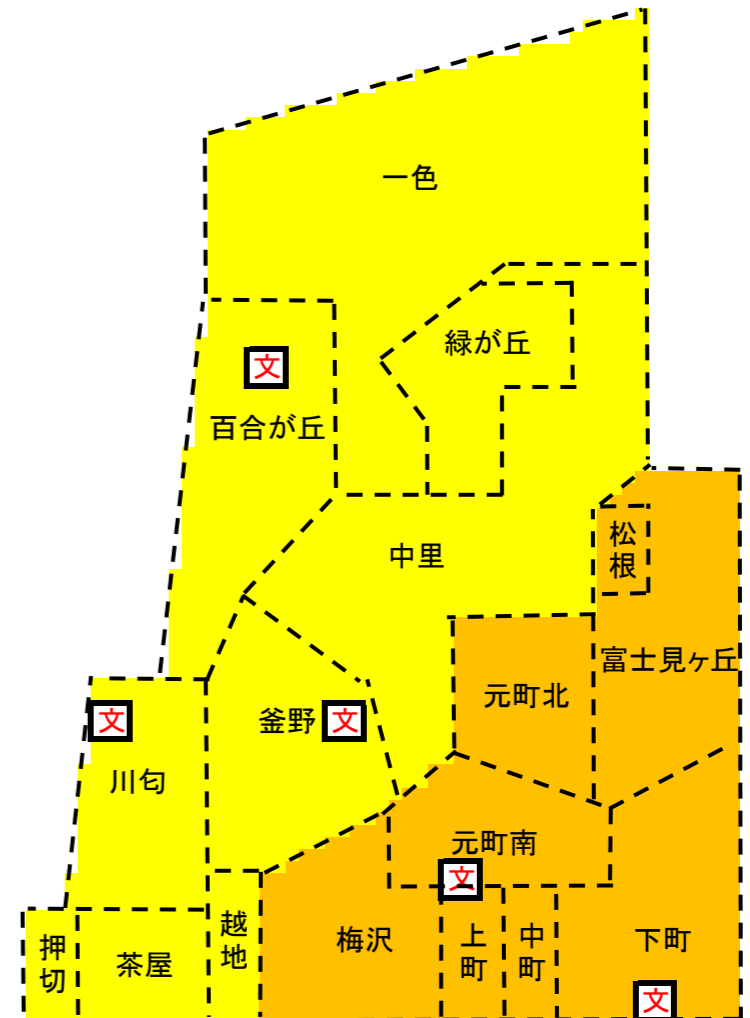 一色
緑が丘
文
百合が丘
松根
中里
富士見ヶ丘
元町北
文
釜野
文
川匂
元町南
文
越地
梅沢
上町
中町
下町
押切
茶屋
文